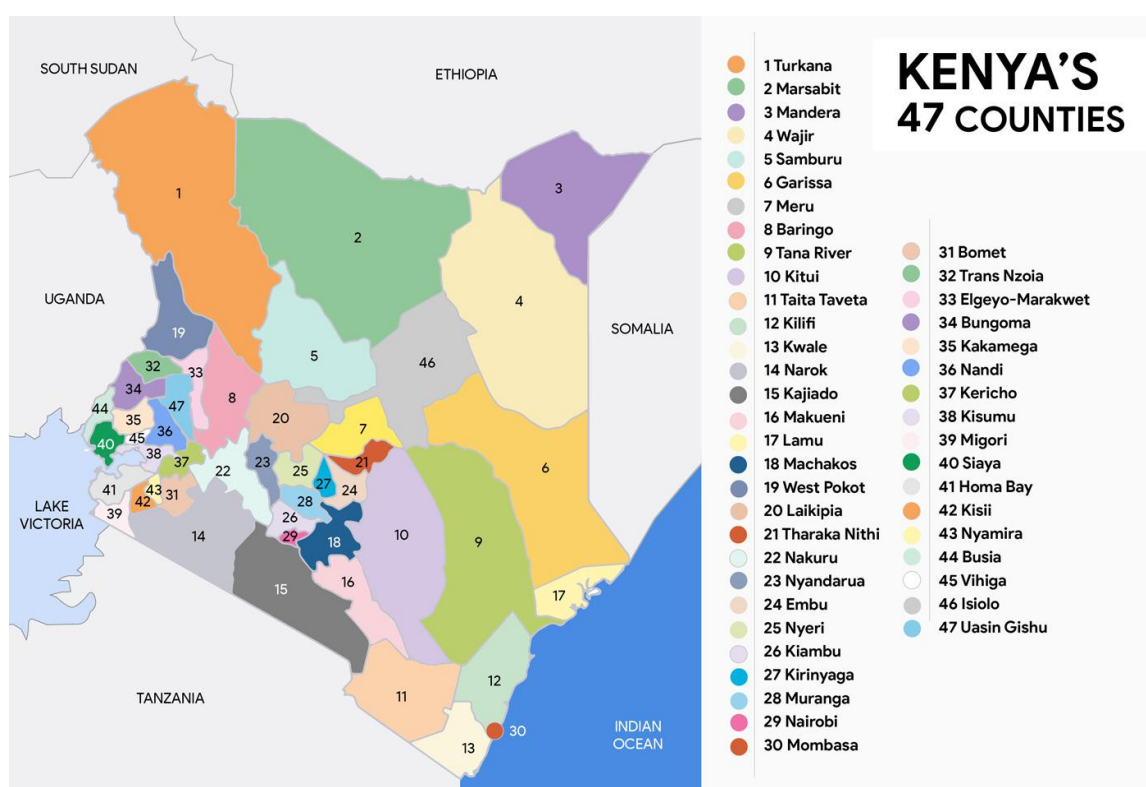 KENYA'S
47 COUNTIES
SOUTH SUDAN
ETHIOPIA
UGANDA
SOMALIA
LAKE
VICTORIA
TANZANIA
INDIAN
OCEAN
1
2
3
4
19
5
46
32
33
34
47
8
44
35
20
40
45
36
7
38
37
22
23
25
21
6
41
43
42
31
27
24
28
39
26
14
29
18
10
9
15
16
17
11
12
30
13
1 Turkana
2 Marsabit
3 Mandera
4 Wajir
5 Samburu
6 Garissa
7 Meru
8 Baringo
9 Tana River
10 Kitui
11 Taita Taveta
12 Kilifi
13 Kwale
14 Narok
15 Kajiado
16 Makueni
17 Lamu
18 Machakos
19 West Pokot
20 Laikipia
21 Tharaka Nithi
22 Nakuru
23 Nyandarua
24 Embu
25 Nyeri
26 Kiambu
27 Kirinyaga
28 Muranga
29 Nairobi
30 Mombasa
31 Bomet
32 Trans Nzoia
33 Elgeyo-Marakwet
34 Bungoma
35 Kakamega
36 Nandi
37 Kericho
38 Kisumu
39 Migori
40 Siaya
41 Homa Bay
42 Kisii
43 Nyamira
44 Busia
45 Vihiga
46 Isiolo
47 Uasin Gishu